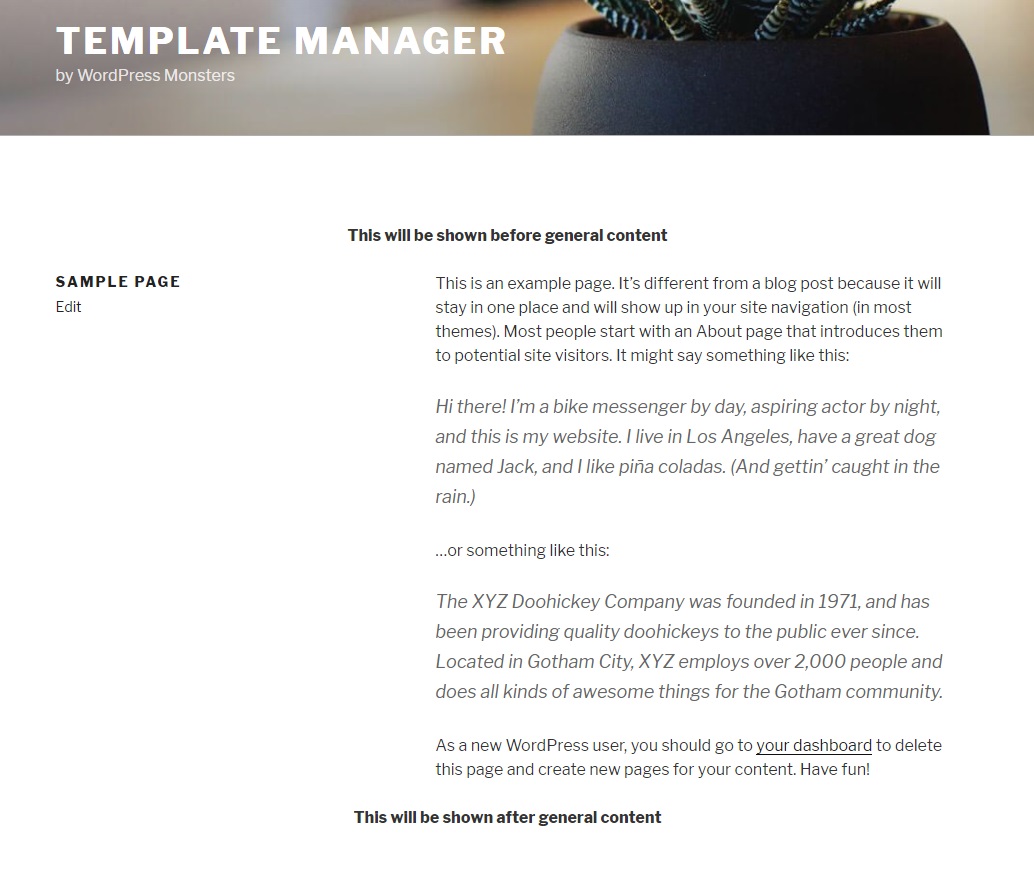 TEMPLATE MANAGER
by WordPress Monsters
This will be shown before general content
SAMPLE PAGE
Edit
This is an example page. It’s different from a blog post because it will
stay in one place and will show up in your site navigation (in most
themes). Most people start with an About page that introduces them
to potential site visitors. It might say something like this:
Hi there! I’m a bike messenger by day, aspiring actor by night,
and this is my website. I live in Los Angeles, have a great dog
named Jack, and I like piña coladas. (And gettin’ caught in the
rain.)
…or something like this:
The XYZ Doohickey Company was founded in 1971, and has
been providing quality doohickeys to the public ever since.
Located in Gotham City, XYZ employs over 2,000 people and
does all kinds of awesome things for the Gotham community.
As a new WordPress user, you should go to your dashboard to delete
this page and create new pages for your content. Have fun!
This will be shown after general content